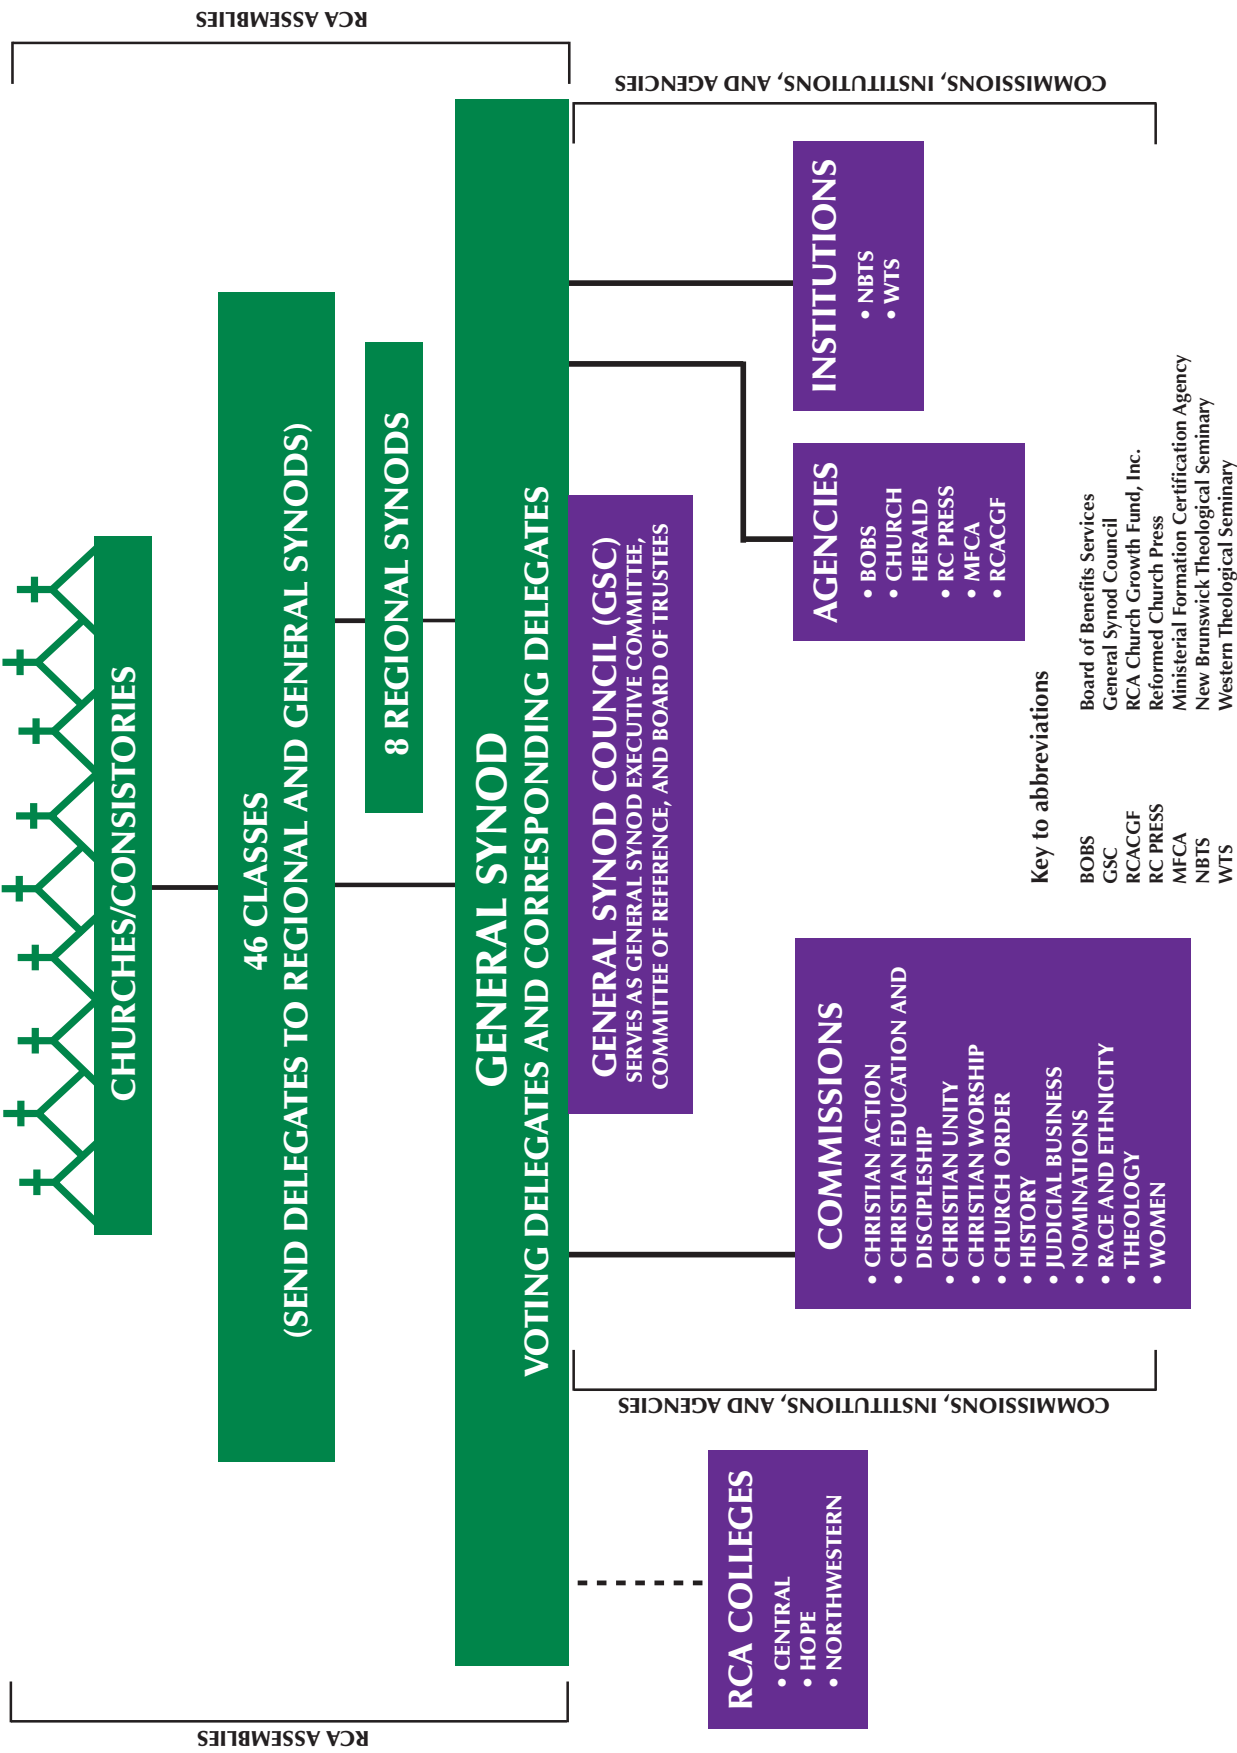 RCA ASSEMBLIES
RCA ASSEMBLIES
CHURCHES/CONSISTORIES
46 CLASSES
(SEND DELEGATES TO REGIONAL AND GENERAL SYNODS)
8 REGIONAL SYNODS
GENERAL SYNOD
VOTING DELEGATES AND CORRESPONDING DELEGATES
GENERAL SYNOD COUNCIL (GSC)
SERVES AS GENERAL SYNOD EXECUTIVE COMMITTEE,
COMMITTEE OF REFERENCE, AND BOARD OF TRUSTEES
COMMISSIONS, INSTITUTIONS, AND AGENCIES
COMMISSIONS, INSTITUTIONS, AND AGENCIES
RCA COLLEGES
• CENTRAL
• HOPE
• NORTHWESTERN
COMMISSIONS
• CHRISTIAN ACTION
• CHRISTIAN EDUCATION AND
DISCIPLESHIP
• CHRISTIAN UNITY
• CHRISTIAN WORSHIP
• CHURCH ORDER
• HISTORY
• JUDICIAL BUSINESS
• NOMINATIONS
• RACE AND ETHNICITY
• THEOLOGY
• WOMEN
AGENCIES
• BOBS
• CHURCH
HERALD
• RC PRESS
• MFCA
• RCACGF
INSTITUTIONS
• NBTS
• WTS
Key to abbreviations
BOBS Board of Benefits Services
GSC General Synod Council
RCACGF RCA Church Growth Fund, Inc.
RC PRESS Reformed Church Press
MFCA Ministerial Formation Certification Agency
NBTS New Brunswick Theological Seminary
WTS Western Theological Seminary